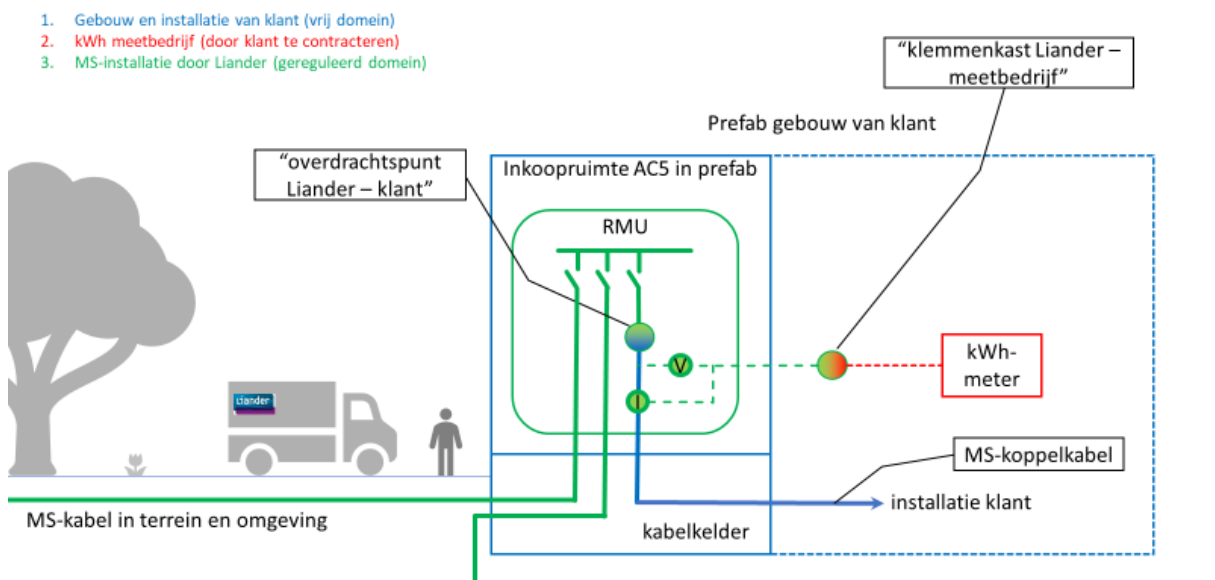 1. Gebouw en installatie van klant (vrij domein)
2. kWh meetbedrijf (door klant te contracteren)
3. MS-installatie door Liander (gereguleerd domein)
“klemmenkast Liander –
meetbedrijf”
Prefab gebouw van klant
“overdrachtspunt
Liander – klant”
Inkoopruimte AC5 in prefab
RMU
V
I
kWh-
meter
Liander
MS-koppelkabel
installatie klant
MS-kabel in terrein en omgeving
kabelkelder